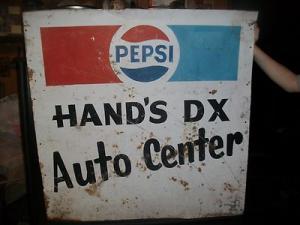 PEPSI
HAND'S DX
Auto Center